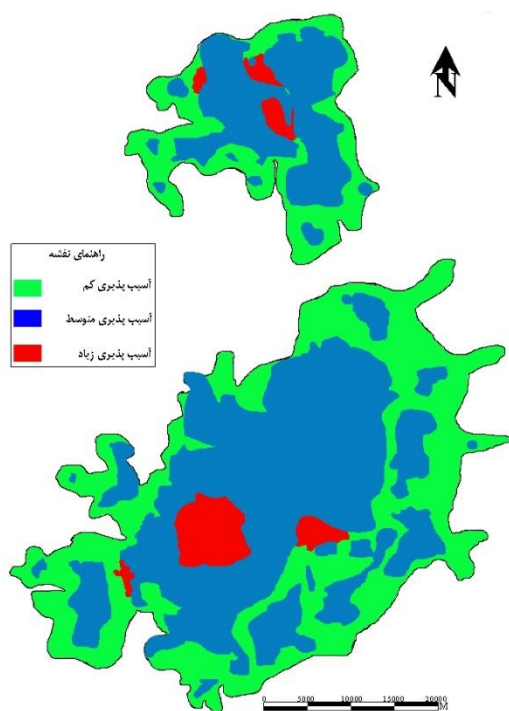 N
راهنمای نقشه
آسیب پذیری کم
آسیب پذیری متوسط
آسیب پذیری زیاد
0 5000 10000 15000 20000
M